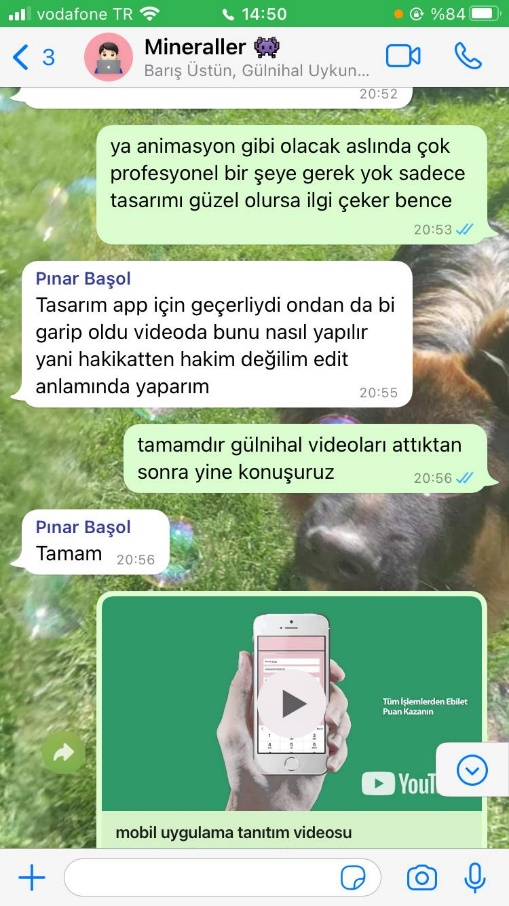 vodafone TR
14:50
%84
3
Mineraller
Barış Üstün, Gülnihal Uykun...
20:52
ya animasyon gibi olacak aslında çok
profesyonel bir şeye gerek yok sadece
tasarımı güzel olursa ilgi çeker bence
20:53
Pınar Başol
Tasarım app için geçerliydi ondan da bi
garip oldu videoda bunu nasıl yapılır
yani hakikatten hakim değilim edit
anlamında yaparım
20:55
tamamdır gülnihal videoları attıktan
sonra yine konuşuruz
20:56
Pınar Başol
Tamam
20:56
Tüm İşlemlerden Ebilet
Puan Kazanın
YouT
mobil uygulama tanıtım videosu